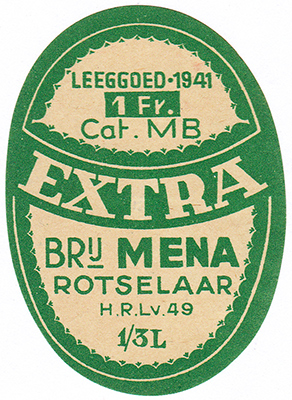 LEEGGOED-1941
1 Fr.
Cat. MB
EXTRA
BRIJ MENA
ROTSELAAR
H.R.Lv.49
1/3L